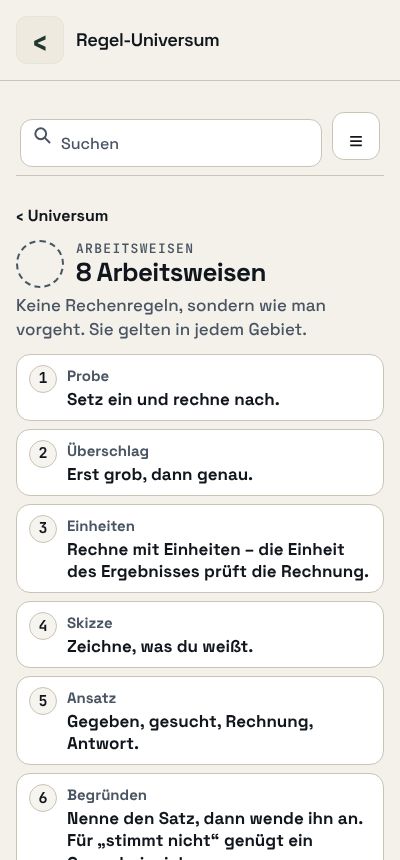 <
Regel-Universum
Suchen
≡
< Universum
ARBEITSWEISEN
8 Arbeitsweisen
Keine Rechenregeln, sondern wie man
vorgeht. Sie gelten in jedem Gebiet.
1 Probe
Setz ein und rechne nach.
2 Überschlag
Erst grob, dann genau.
3 Einheiten
Rechne mit Einheiten – die Einheit
des Ergebnisses prüft die Rechnung.
4 Skizze
Zeichne, was du weißt.
5 Ansatz
Gegeben, gesucht, Rechnung,
Antwort.
6 Begründen
Nenne den Satz, dann wende ihn an.
Für „stimmt nicht“ genügt ein